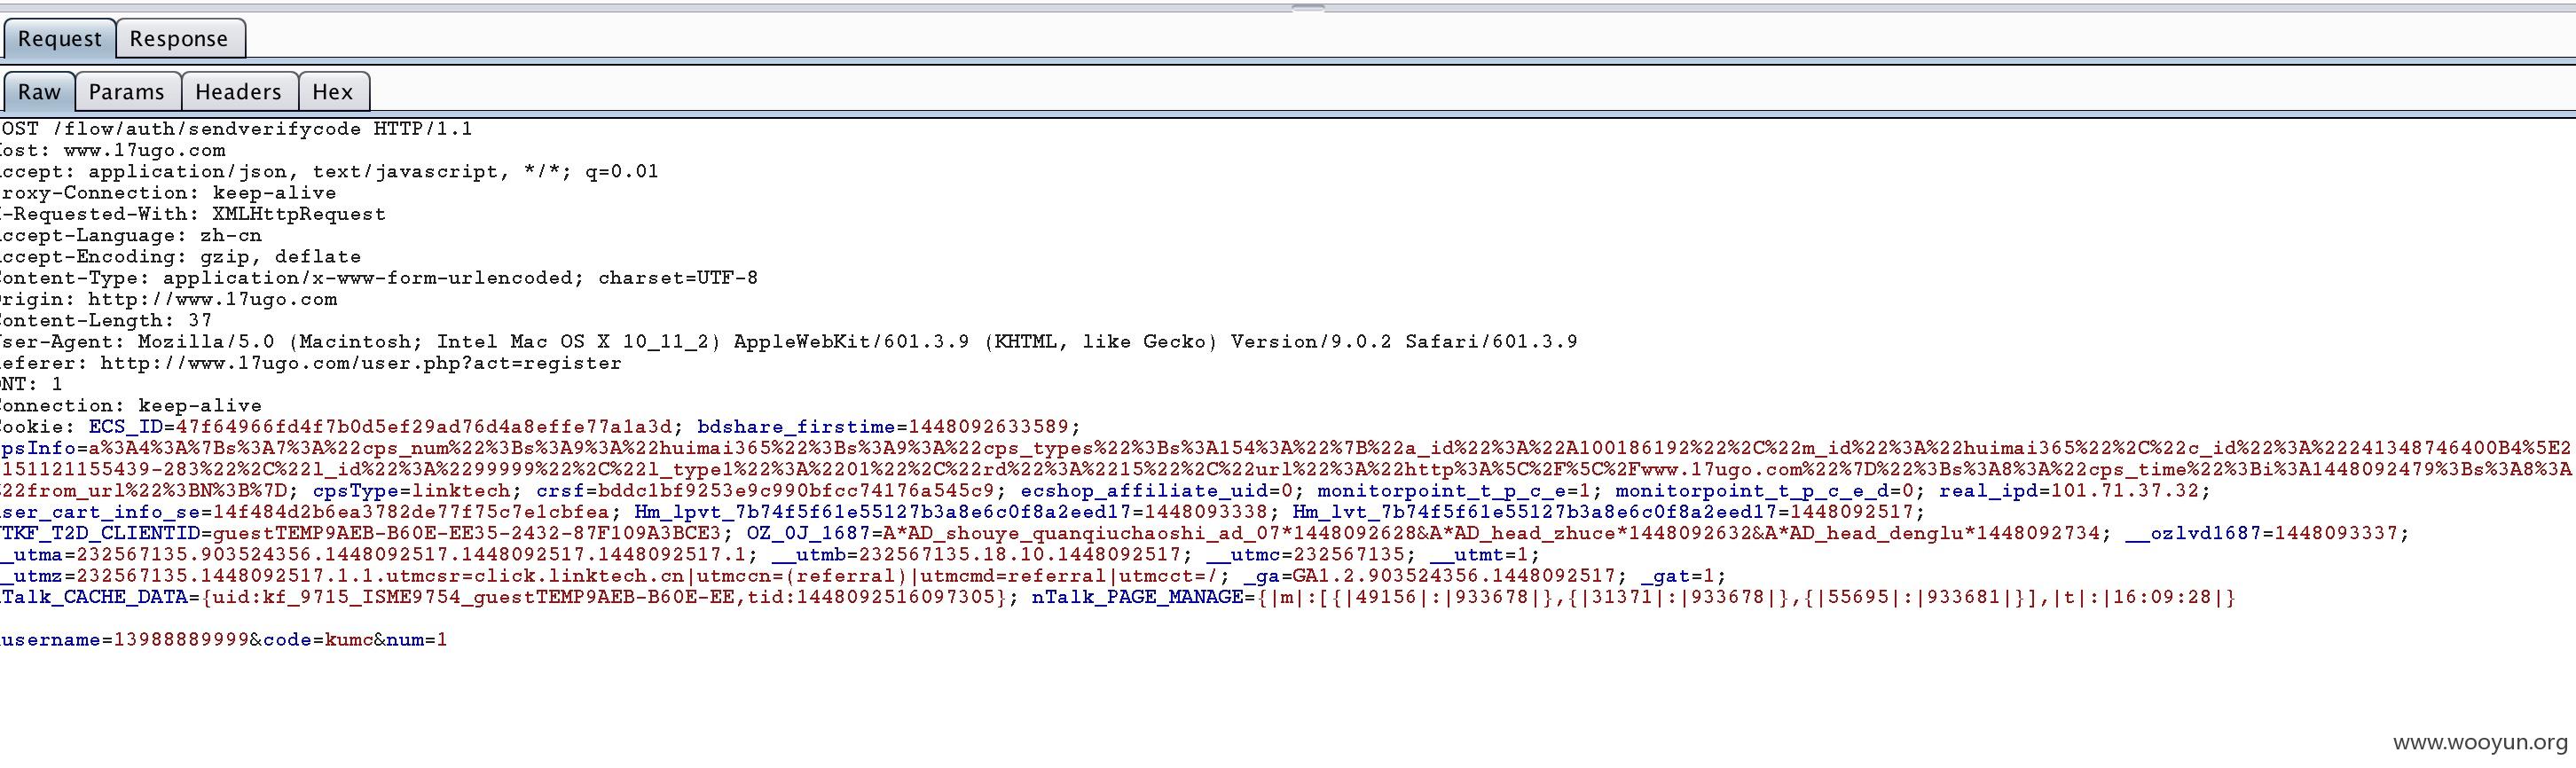 Request Response
Raw Params Headers Hex
OST /flow/auth/sendverifycode HTTP/1.1
ost: www.17ugo.com
ccept: application/json, text/javascript, */*; q=0.01
roxy-Connection: keep-alive
-Requested-With: XMLHttpRequest
ccept-Language: zh-cn
ccept-Encoding: gzip, deflate
ontent-Type: application/x-www-form-urlencoded; charset=UTF-8
rigin: http://www.17ugo.com
ontent-Length: 37
ser-Agent: Mozilla/5.0 (Macintosh; Intel Mac OS X 10_11_2) AppleWebKit/601.3.9 (KHTML, like Gecko) Version/9.0.2 Safari/601.3.9
eferer: http://www.17ugo.com/user.php?act=register
NT: 1
onnection: keep-alive
ookie: ECS_ID=47f64966fd4f7b0d5ef29ad76d4a8effe77a1a3d; bdshare_firstime=1448092633589;
psInfo=a%3A4%3A%7Bs%3A7%3A%22cps_num%22%3Bs%3A9%3A%22huimai365%22%3Bs%3A9%3A%22cps_types%22%3Bs%3A154%3A%22%7B%22a_id%22%3A%22A100186192%22%2C%22m_id%22%3A%22huimai365%22%2C%22c_id%22%3A%22241348746400B4%5E2
151121155439-283%22%2C%22l_id%22%3A%2299999%22%2C%22l_type1%22%3A%2201%22%2C%22rd%22%3A%2215%22%2C%22url%22%3A%22http%3A%5C%2F%5C%2Fwww.17ugo.com%22%7D%22%3Bs%3A8%3A%22cps_time%22%3Bi%3A1448092479%3Bs%3A8%3A
22from_url%22%3BN%3B%7D; cpsType=linktech; crsf=bddc1bf9253e9c990bfcc74176a545c9; ecshop_affiliate_uid=0; monitorpoint_t_p_c_e=1; monitorpoint_t_p_c_e_d=0; real_ipd=101.71.37.32;
ser_cart_info_se=14f484d2b6ea3782de77f75c7e1cbfea; Hm_lpvt_7b74f5f61e55127b3a8e6c0f8a2eed17=1448093338; Hm_lvt_7b74f5f61e55127b3a8e6c0f8a2eed17=1448092517;
TKF_T2D_CLIENTID=guestTEMP9AEB-B60E-EE35-2432-87F109A3BCE3; OZ_0J_1687=A*AD_shouye_quanqiuchaoshi_ad_07*1448092628&A*AD_head_zhuce*1448092632&A*AD_head_denglu*1448092734; __ozlvd1687=1448093337;
_utma=232567135.903524356.1448092517.1448092517.1448092517.1; __utmb=232567135.18.10.1448092517; __utmc=232567135; __utmt=1;
_utmz=232567135.1448092517.1.1.utmcsr=click.linktech.cn|utmccn=(referral)|utmcmd=referral|utmcct=/; _ga=GA1.2.903524356.1448092517; _gat=1;
Talk_CACHE_DATA={uid:kf_9715_ISME9754_guestTEMP9AEB-B60E-EE,tid:1448092516097305}; nTalk_PAGE_MANAGE={|m|:[{|49156|:|933678|},{|31371|:|933678|},{|55695|:|933681|}],|t|:|16:09:28|}
username=13988889999&code=kumc&num=1
www.wooyun.org